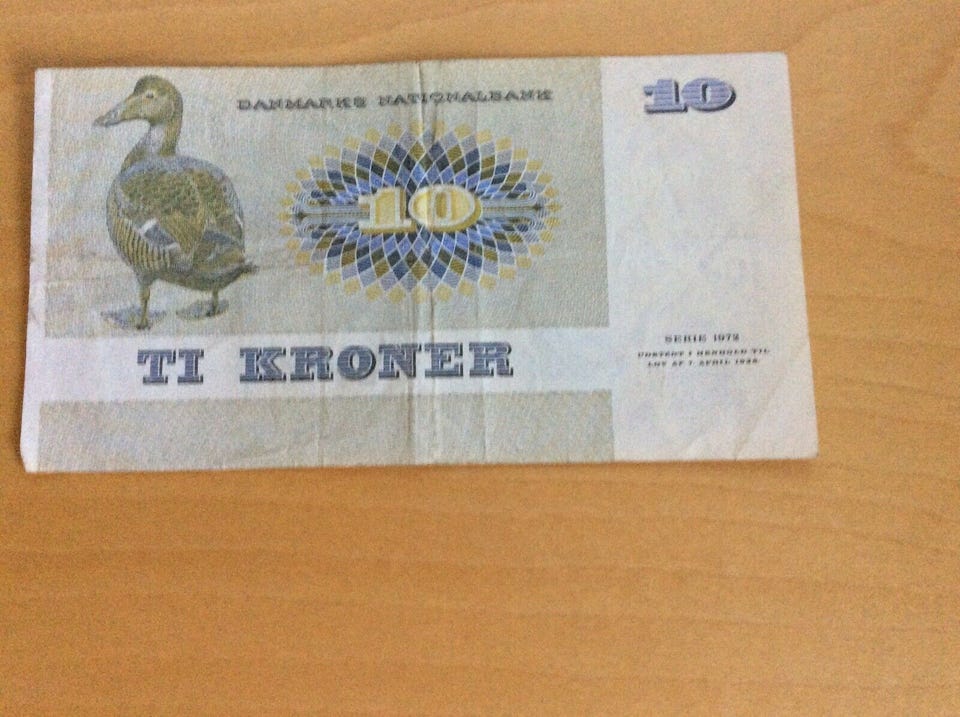 DANMARKS NATIONALBANK
10
10
TI KRONER
SERIE 1972
UDSTEDT I HENHOLD TIL
LOV AF 7. APRIL 1936